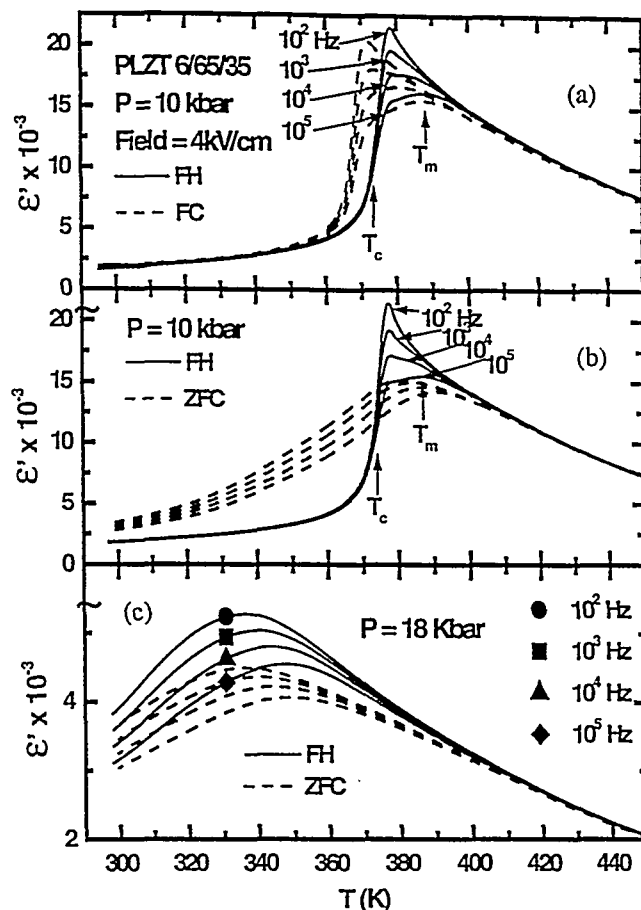 20
15
10
5
0
ε' x 10⁻³
PLZT 6/65/35
P = 10 kbar
Field = 4kV/cm
FH
FC
10² Hz
10³
10⁴
10⁵
(a)
T_m
T_c
20
15
10
5
0
ε' x 10⁻³
P = 10 kbar
FH
ZFC
10² Hz
10³
10⁴
10⁵
(b)
T_m
T_c
(c)
4
2
ε' x 10⁻³
P = 18 Kbar
10² Hz
10³ Hz
10⁴ Hz
10⁵ Hz
FH
ZFC
300 320 340 360 380 400 420 440
T (K)